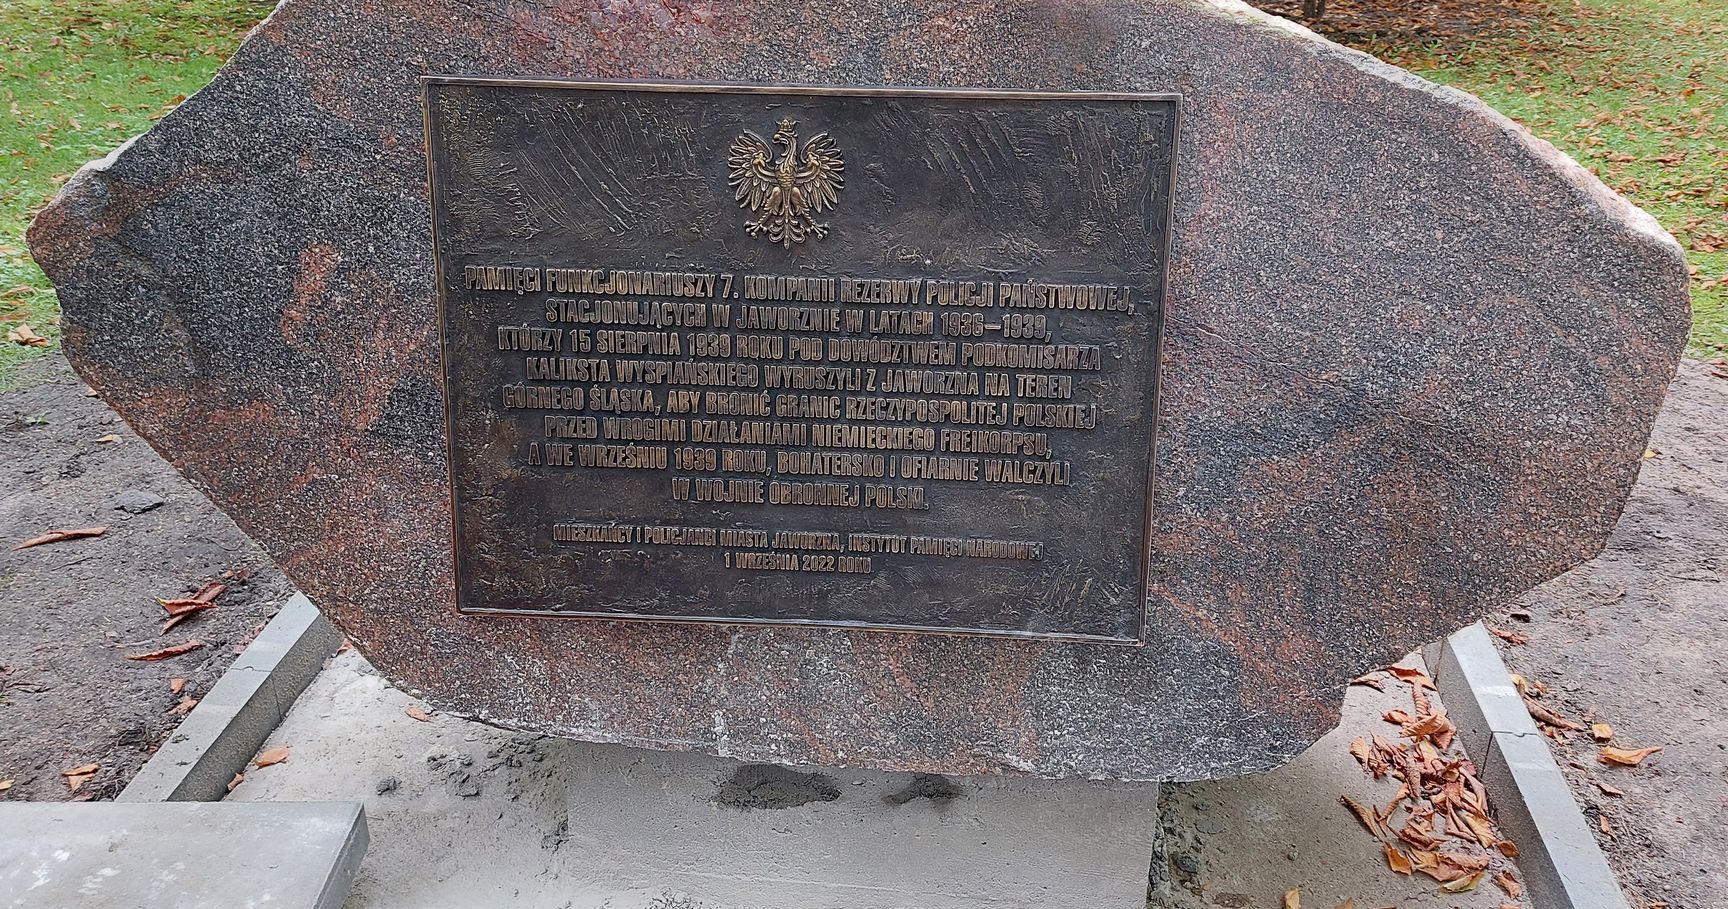 PAMIĘCI FUNKCJONARIUSZY 7. KOMPANII REZERWY POLICJI PAŃSTWOWEJ,
STACJONUJĄCYCH W JAWORZNIE W LATACH 1936–1939,
KTÓRZY 15 SIERPNIA 1939 ROKU POD DOWÓDZTWEM PODKOMISARZA
KALIKSTA WYSPIAŃSKIEGO WYRUSZYLI Z JAWORZNA NA TEREN
GÓRNEGO ŚLĄSKA, ABY BRONIĆ GRANIC RZECZYPOSPOLITEJ POLSKIEJ
PRZED WROGIMI DZIAŁANIAMI NIEMIECKIEGO FREIKORPSU,
A WE WRZEŚNIU 1939 ROKU, BOHATERSKO I OFIARNIE WALCZYLI
W WOJNIE OBRONNEJ POLSKI.
MIESZKAŃCY I POLICJANCI MIASTA JAWORZNA, INSTYTUT PAMIĘCI NARODOWEJ
1 WRZEŚNIA 2022 ROKU